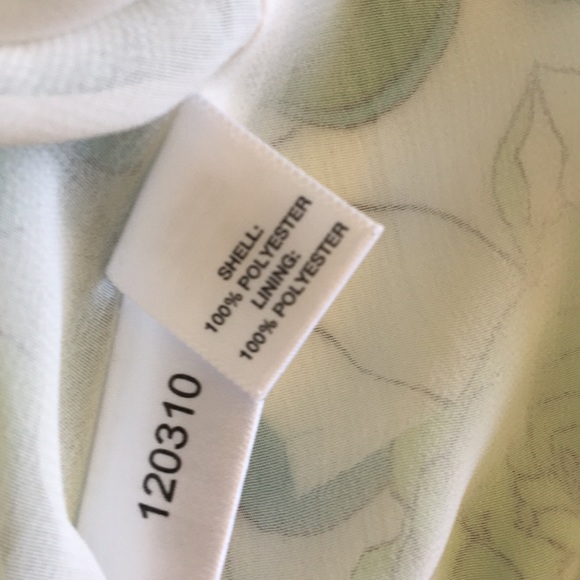 SHELL:
100% POLYESTER
LINING:
100% POLYESTER
120310